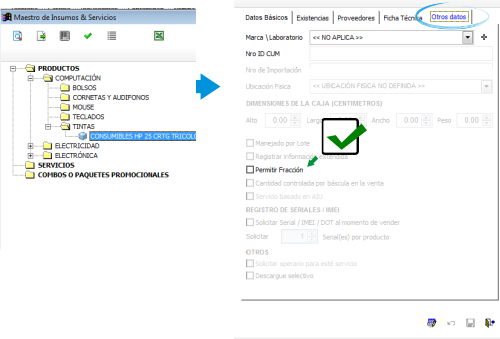 Maestro de Insumos & Servicios
PRODUCTOS
COMPUTACIÓN
BOLSOS
CORNETAS Y AUDIFONOS
MOUSE
TECLADOS
TINTAS
CONSUMIBLES HP 25 CRTG TRICOL
ELECTRICIDAD
ELECTRÓNICA
SERVICIOS
COMBOS O PAQUETES PROMOCIONALES
Datos Básicos Existencias Proveedores Ficha Técnica Otros datos
Marca \ Laboratorio << NO APLICA >>
Nro ID CUM
Nro de Importación
Ubicación Física << UBICACIÓN FISICA NO DEFINIDA >>
DIMENSIONES DE LA CAJA (CENTIMETROS)
Alto 0.00 Largo Ancho 0.00 Peso 0.00
Manejado por Lote
Registrar información extendida
Permitir Fracción
Cantidad controlada por báscula en la venta
Servicio basado en AIU
REGISTRO DE SERIALES / IMEI
Solicitar Serial / IMEI / DOT al momento de vender
Solicitar 1 Serial(es) por producto
OTROS
Solicitar operario para esté servicio
Descargue selectivo